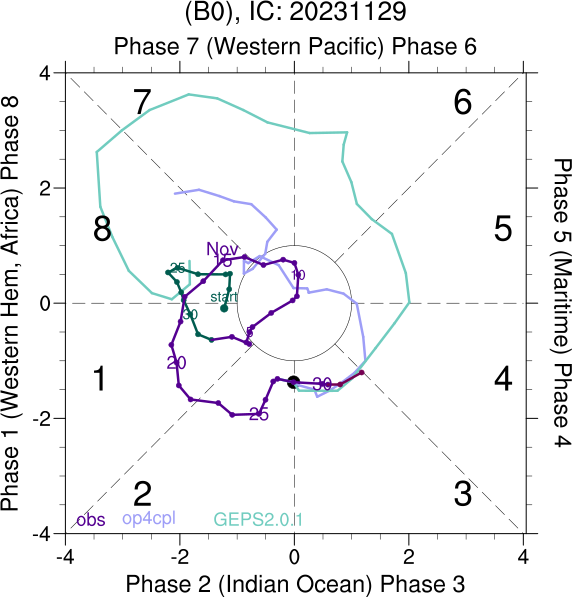 (B0), IC: 20231129
Phase 7 (Western Pacific) Phase 6
Phase 1 (Western Hem, Africa) Phase 8
Phase 5 (Maritime) Phase 4
4
2
0
-2
-4
7
6
8
5
1
4
2
3
Nov
15
10
25
start
30
5
20
30
25
obs
op4cpl
GEPS2.0.1
-4
-2
0
2
4
Phase 2 (Indian Ocean) Phase 3